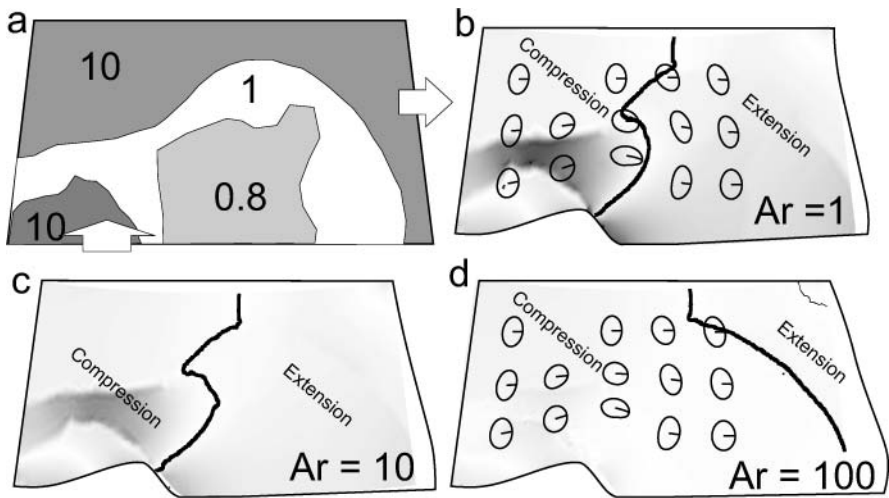 a
10
1
0.8
10
b
Compression
Extension
Ar =1
c
Compression
Extension
Ar = 10
d
Compression
Extension
Ar = 100